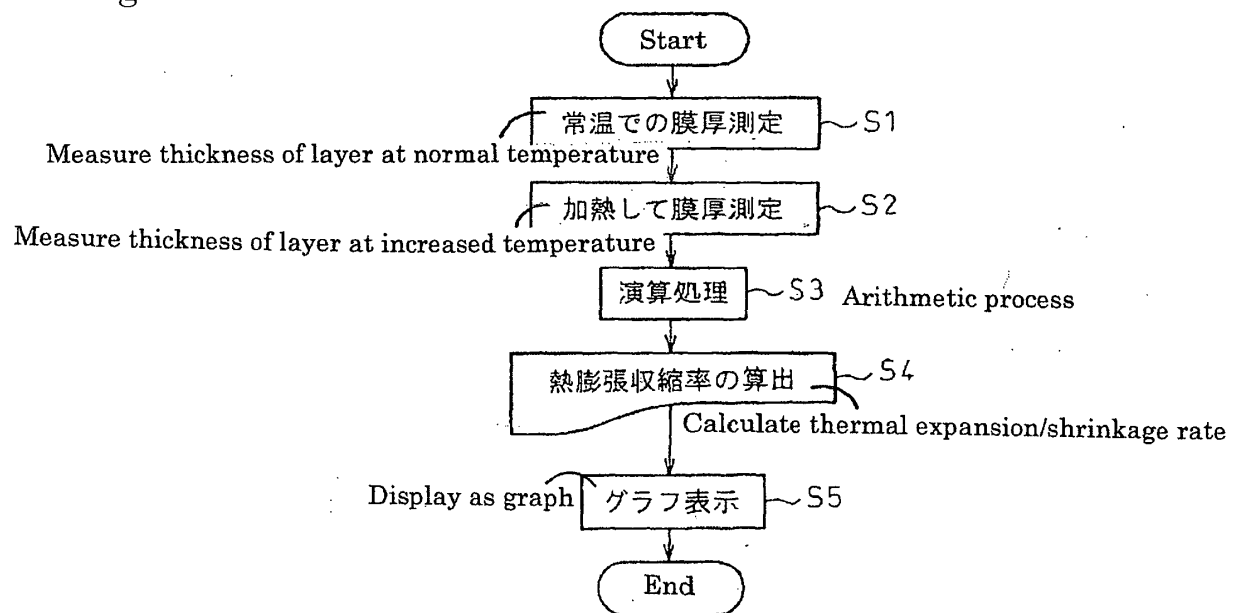 Start
常温での膜厚測定 S1
Measure thickness of layer at normal temperature
加熱して膜厚測定 S2
Measure thickness of layer at increased temperature
演算処理 S3 Arithmetic process
熱膨張収縮率の算出 S4
Calculate thermal expansion/shrinkage rate
Display as graph グラフ表示 S5
End